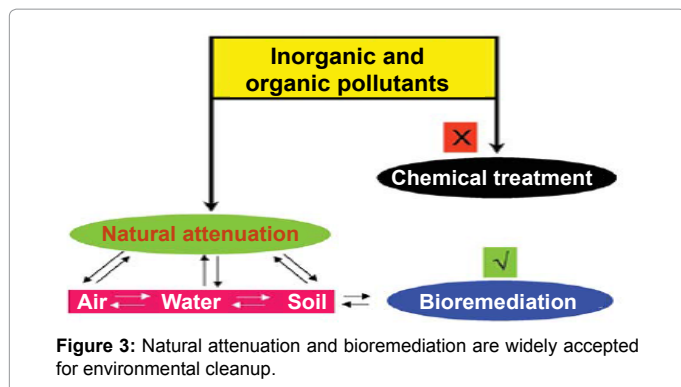 Inorganic and
organic pollutants
X
Chemical treatment
Natural attenuation
√
Air Water Soil Bioremediation
Figure 3: Natural attenuation and bioremediation are widely accepted
for environmental cleanup.